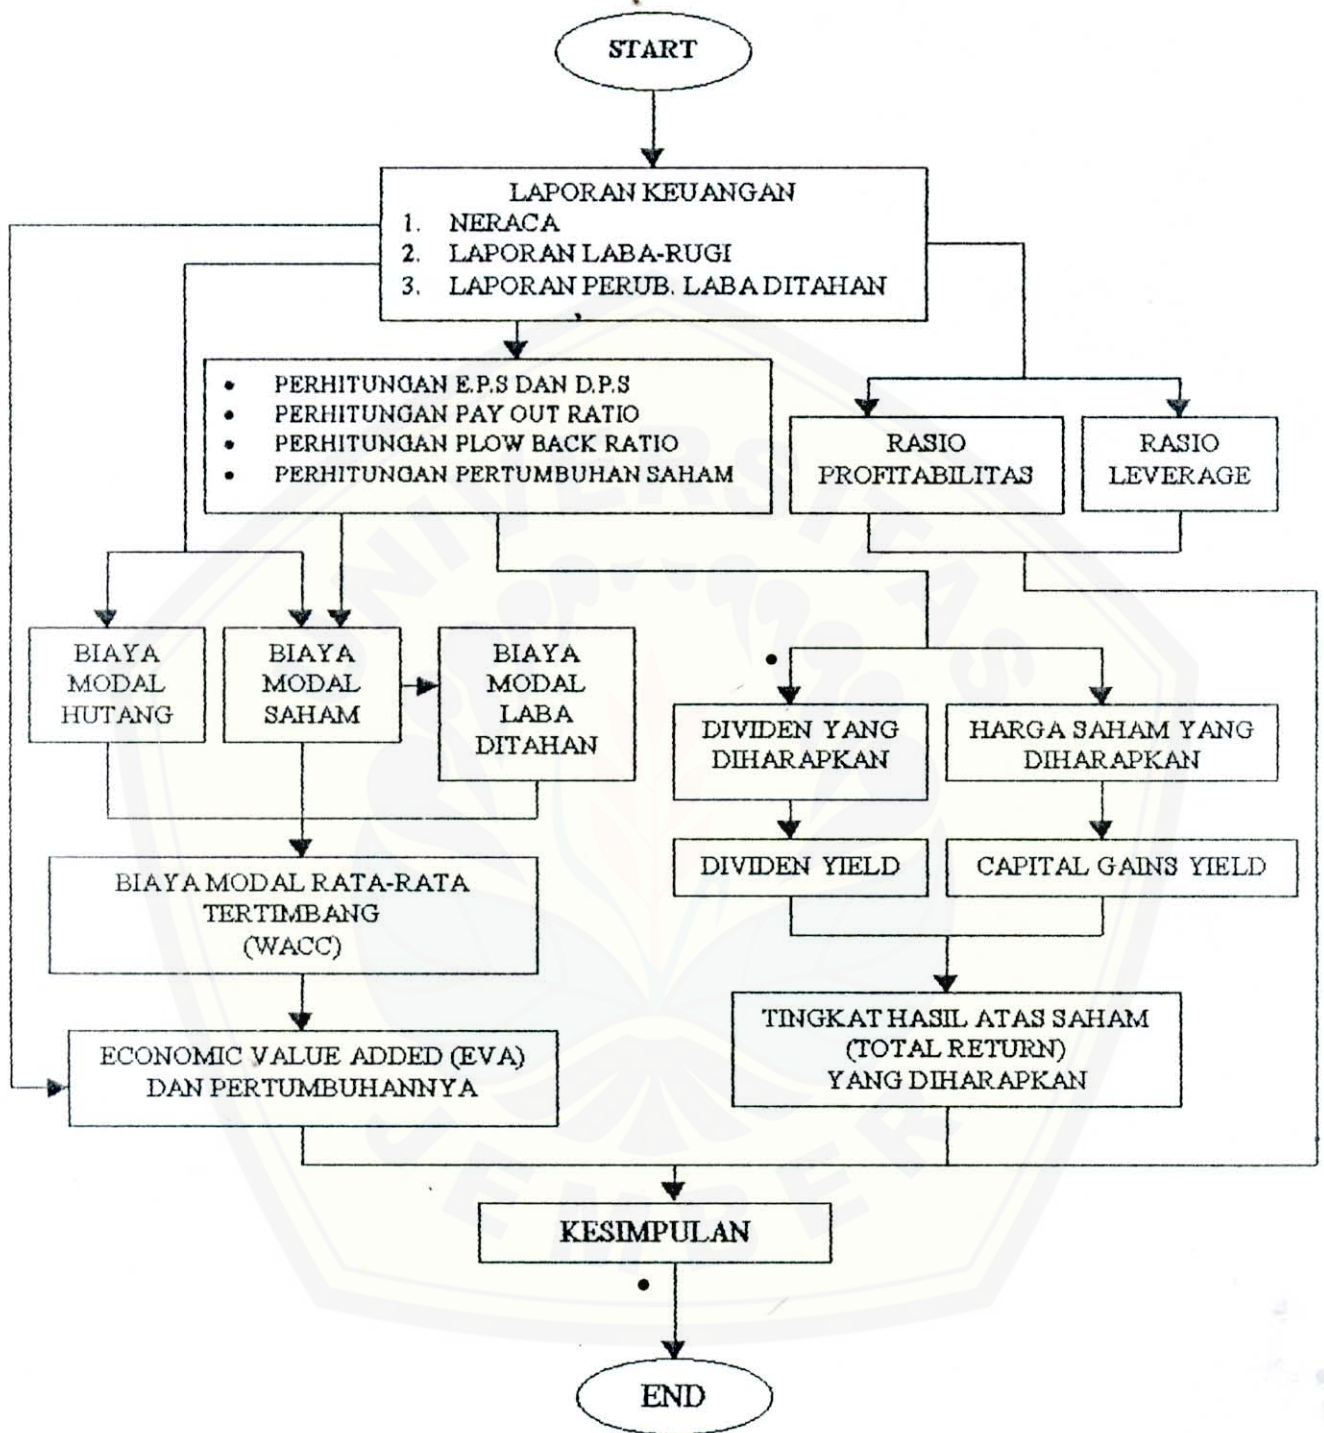 START
LAPORAN KEUANGAN
1. NERACA
2. LAPORAN LABA-RUGI
3. LAPORAN PERUB. LABA DITAHAN
• PERHITUNGAN E.P.S DAN D.P.S
• PERHITUNGAN PAY OUT RATIO
• PERHITUNGAN PLOW BACK RATIO
• PERHITUNGAN PERTUMBUHAN SAHAM
RASIO
PROFITABILITAS
RASIO
LEVERAGE
BIAYA
MODAL
HUTANG
BIAYA
MODAL
SAHAM
BIAYA
MODAL
LABA
DITAHAN
DIVIDEN YANG
DIHARAPKAN
HARGA SAHAM YANG
DIHARAPKAN
DIVIDEN YIELD
CAPITAL GAINS YIELD
BIAYA MODAL RATA-RATA
TERTIMBANG
(WACC)
TINGKAT HASIL ATAS SAHAM
(TOTAL RETURN)
YANG DIHARAPKAN
ECONOMIC VALUE ADDED (EVA)
DAN PERTUMBUHANNYA
KESIMPULAN
END
UNIVERSITAS
JEMBER